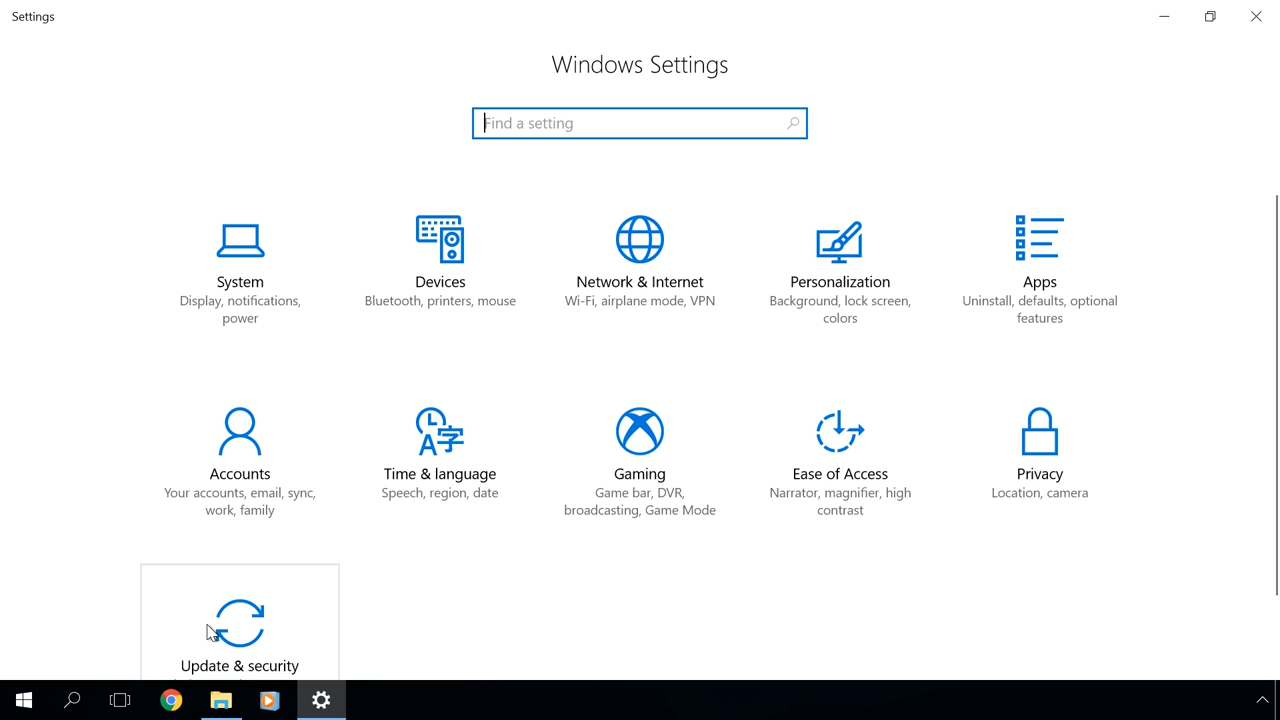 Settings
Windows Settings
Find a setting
System
Display, notifications,
power
Devices
Bluetooth, printers, mouse
Network & Internet
Wi-Fi, airplane mode, VPN
Personalization
Background, lock screen,
colors
Apps
Uninstall, defaults, optional
features
Accounts
Your accounts, email, sync,
work, family
Time & language
Speech, region, date
Gaming
Game bar, DVR,
broadcasting, Game Mode
Ease of Access
Narrator, magnifier, high
contrast
Privacy
Location, camera
Update & security